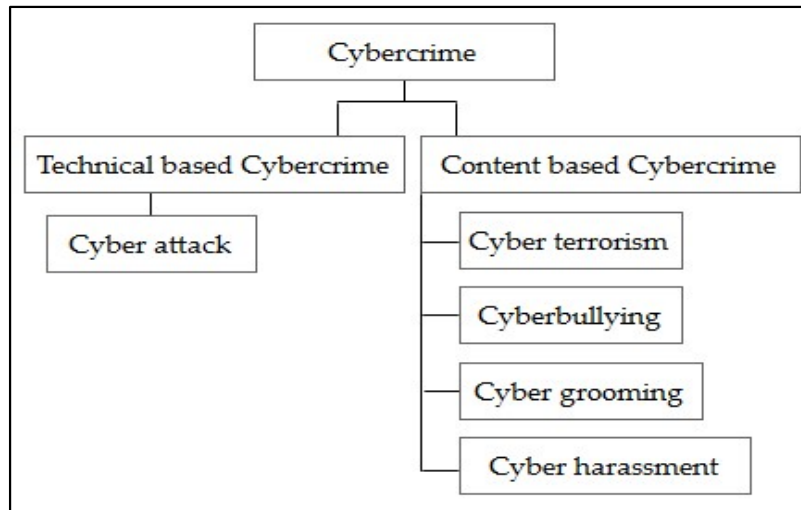 Cybercrime
Technical based Cybercrime
Content based Cybercrime
Cyber attack
Cyber terrorism
Cyberbullying
Cyber grooming
Cyber harassment